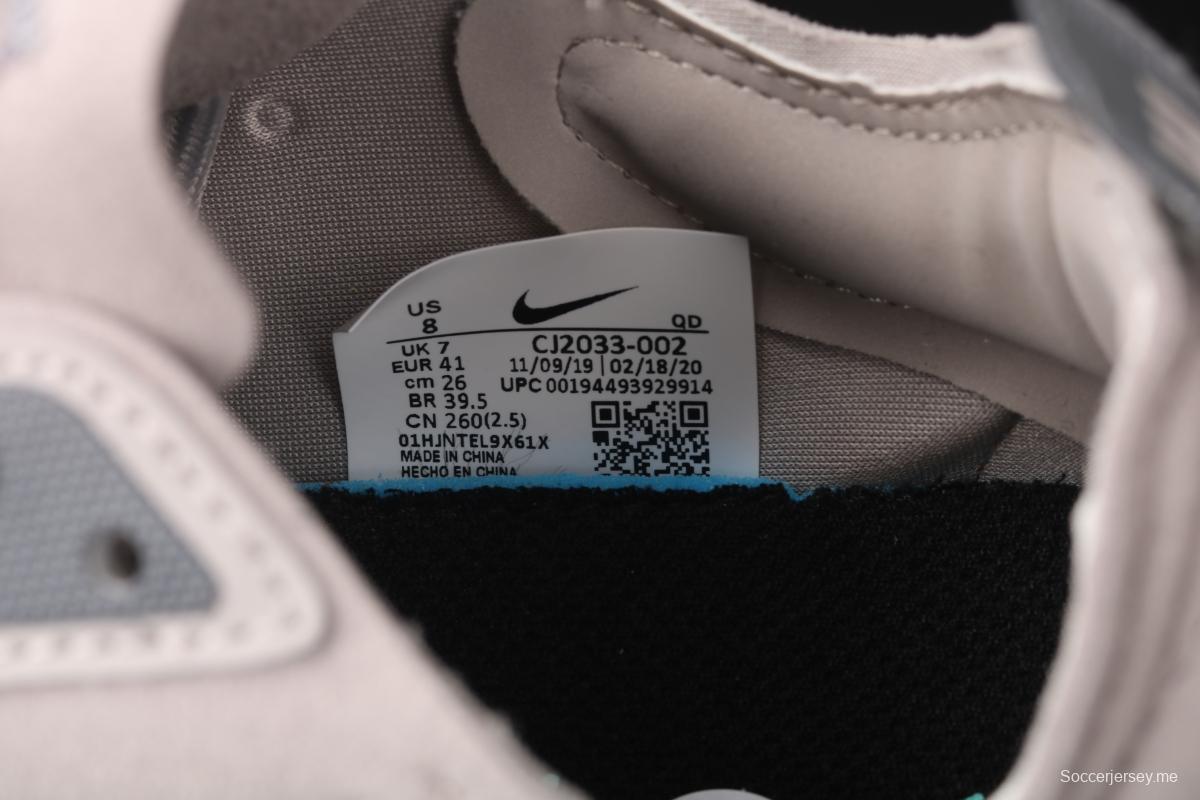 US
8
QD
UK 7
CJ2033-002
EUR 41
11/09/19 | 02/18/20
cm 26
UPC 00194493929914
BR 39.5
CN 260(2.5)
01HJNTEL9X61X
MADE IN CHINA
HECHO EN CHINA
Soccerjersey.me